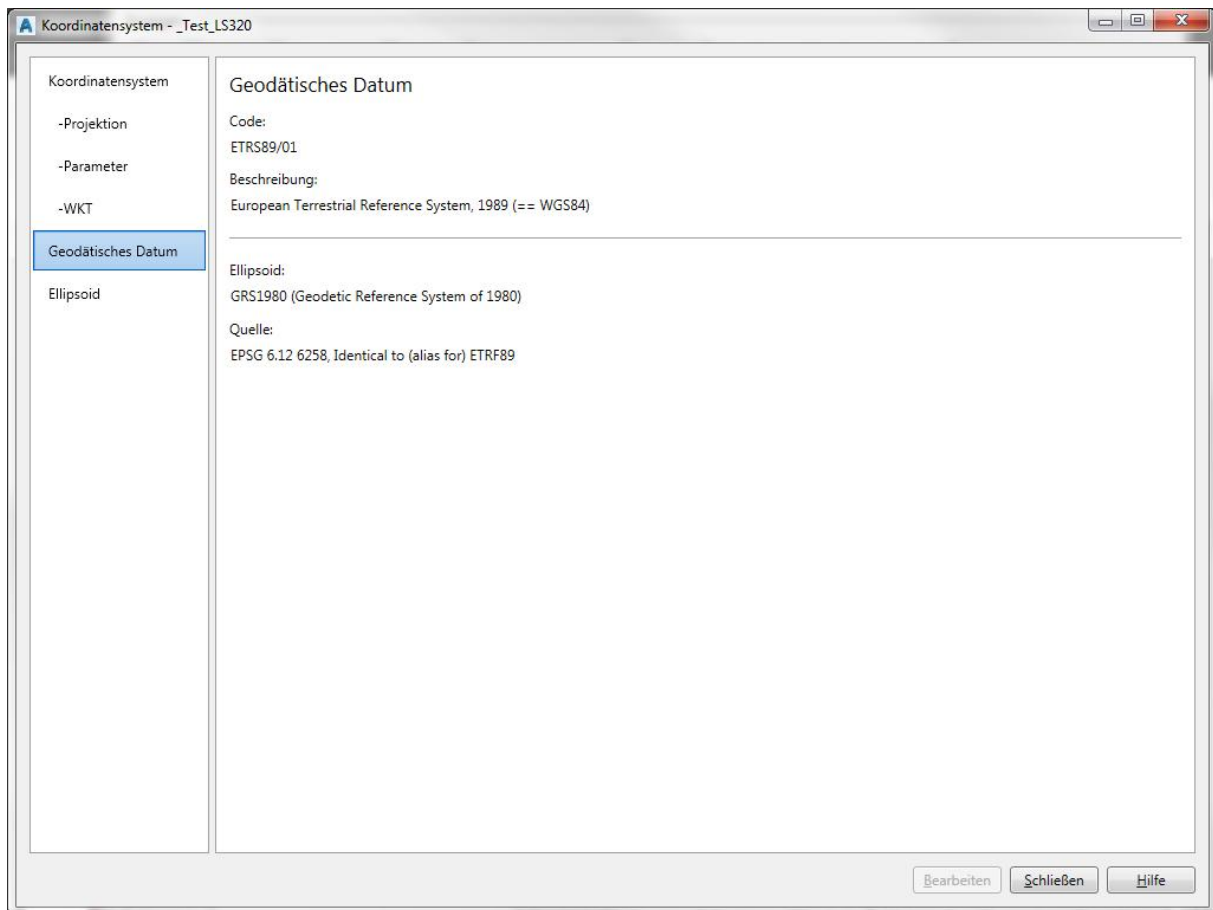 Koordinatensystem - _Test_LS320
Koordinatensystem
-Projektion
-Parameter
-WKT
Geodätisches Datum
Ellipsoid
Geodätisches Datum
Code:
ETRS89/01
Beschreibung:
European Terrestrial Reference System, 1989 (== WGS84)
Ellipsoid:
GRS1980 (Geodetic Reference System of 1980)
Quelle:
EPSG 6.12 6258, Identical to (alias for) ETRF89
Bearbeiten
Schließen
Hilfe